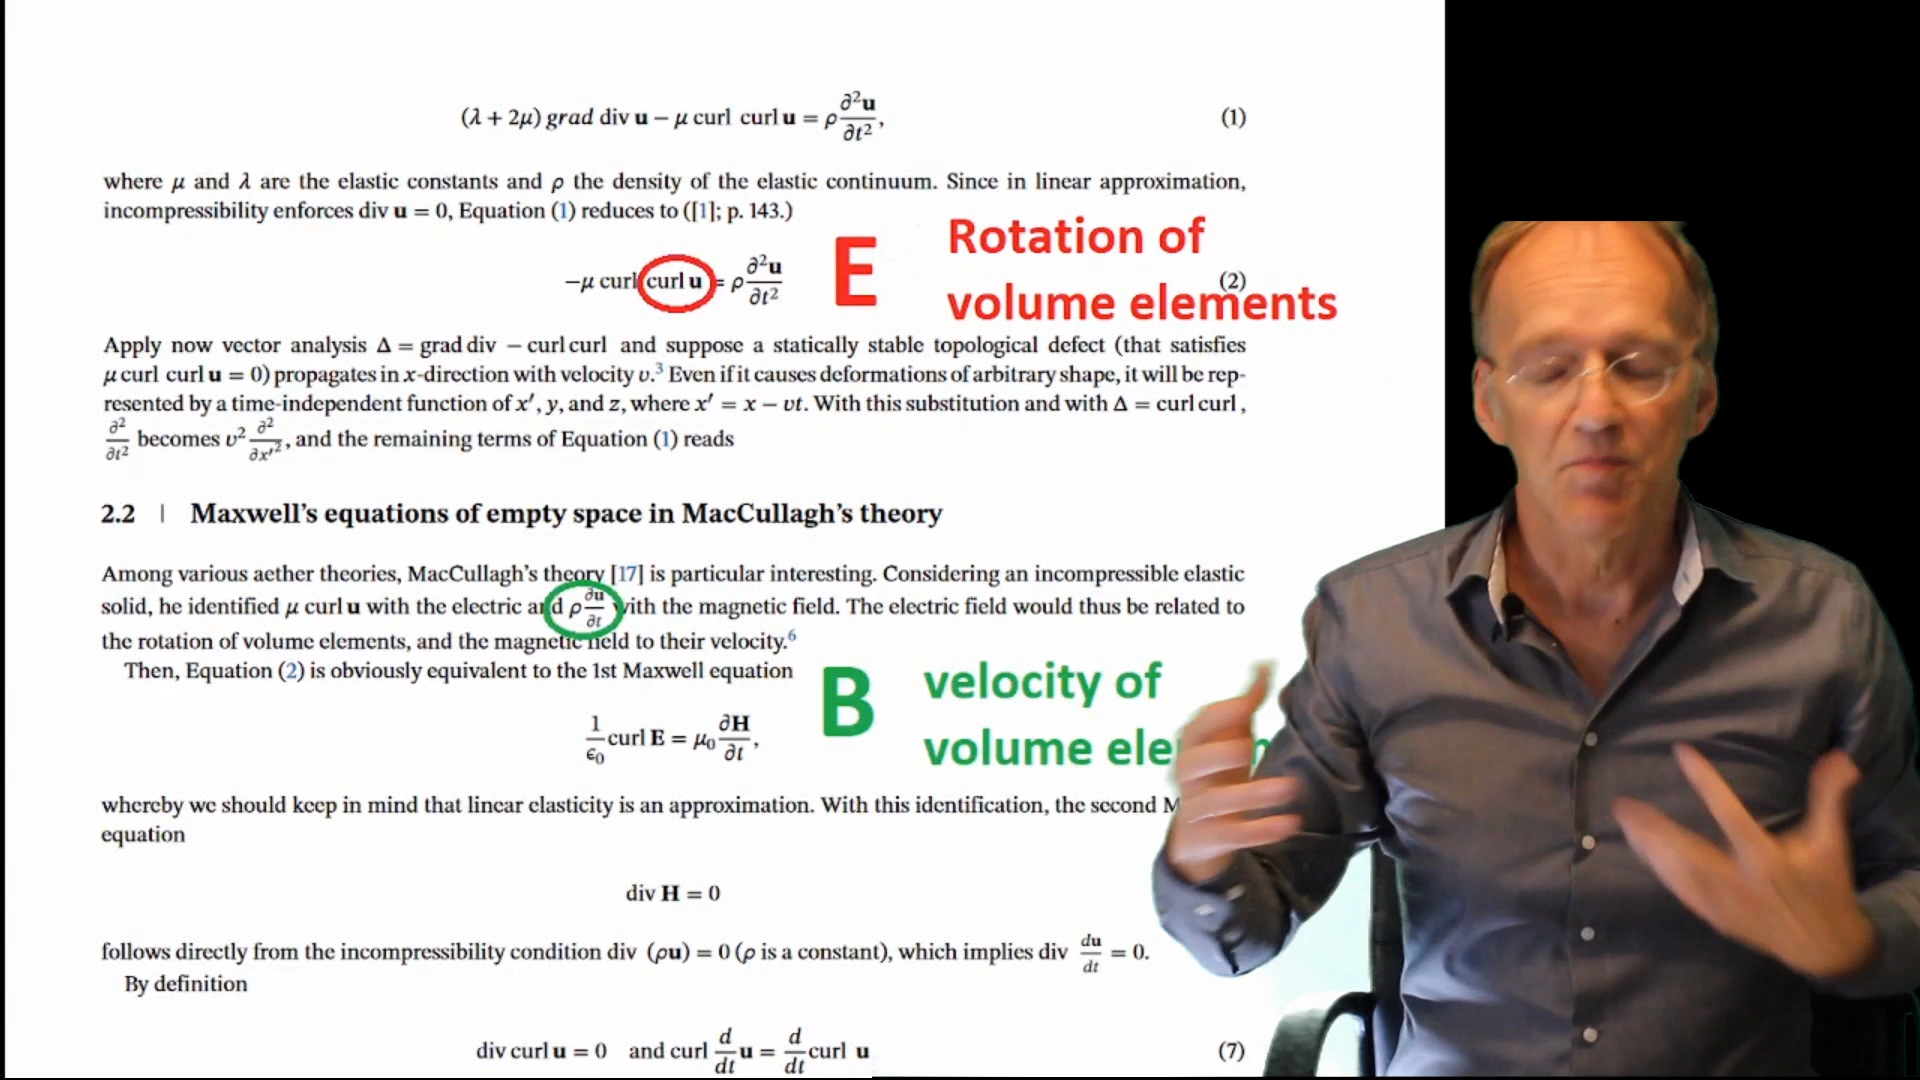 (λ + 2μ) grad div u − μ curl curl u = ρ ∂²u/∂t², (1)
where μ and λ are the elastic constants and ρ the density of the elastic continuum. Since in linear approximation,
incompressibility enforces div u = 0, Equation (1) reduces to ([1]; p. 143.)
E Rotation of
−μ curl curl u = ρ ∂²u/∂t² (2)
volume elements
Apply now vector analysis Δ = grad div − curl curl and suppose a statically stable topological defect (that satisfies
μ curl curl u = 0) propagates in x-direction with velocity υ.³ Even if it causes deformations of arbitrary shape, it will be rep-
resented by a time-independent function of x′, y, and z, where x′ = x − υt. With this substitution and with Δ = curl curl ,
∂²/∂t² becomes υ² ∂²/∂x′², and the remaining terms of Equation (1) reads
2.2 | Maxwell's equations of empty space in MacCullagh's theory
Among various aether theories, MacCullagh's theory [17] is particular interesting. Considering an incompressible elastic
solid, he identified μ curl u with the electric and ρ ∂u/∂t with the magnetic field. The electric field would thus be related to
the rotation of volume elements, and the magnetic field to their velocity.⁶
Then, Equation (2) is obviously equivalent to the 1st Maxwell equation
B velocity of
1/ϵ₀ curl E = μ₀ ∂H/∂t,
volume
whereby we should keep in mind that linear elasticity is an approximation. With this identification, the second
equation
div H = 0
follows directly from the incompressibility condition div (ρu) = 0 (ρ is a constant), which implies div du/dt = 0.
By definition
div curl u = 0 and curl d/dt u = d/dt curl u (7)